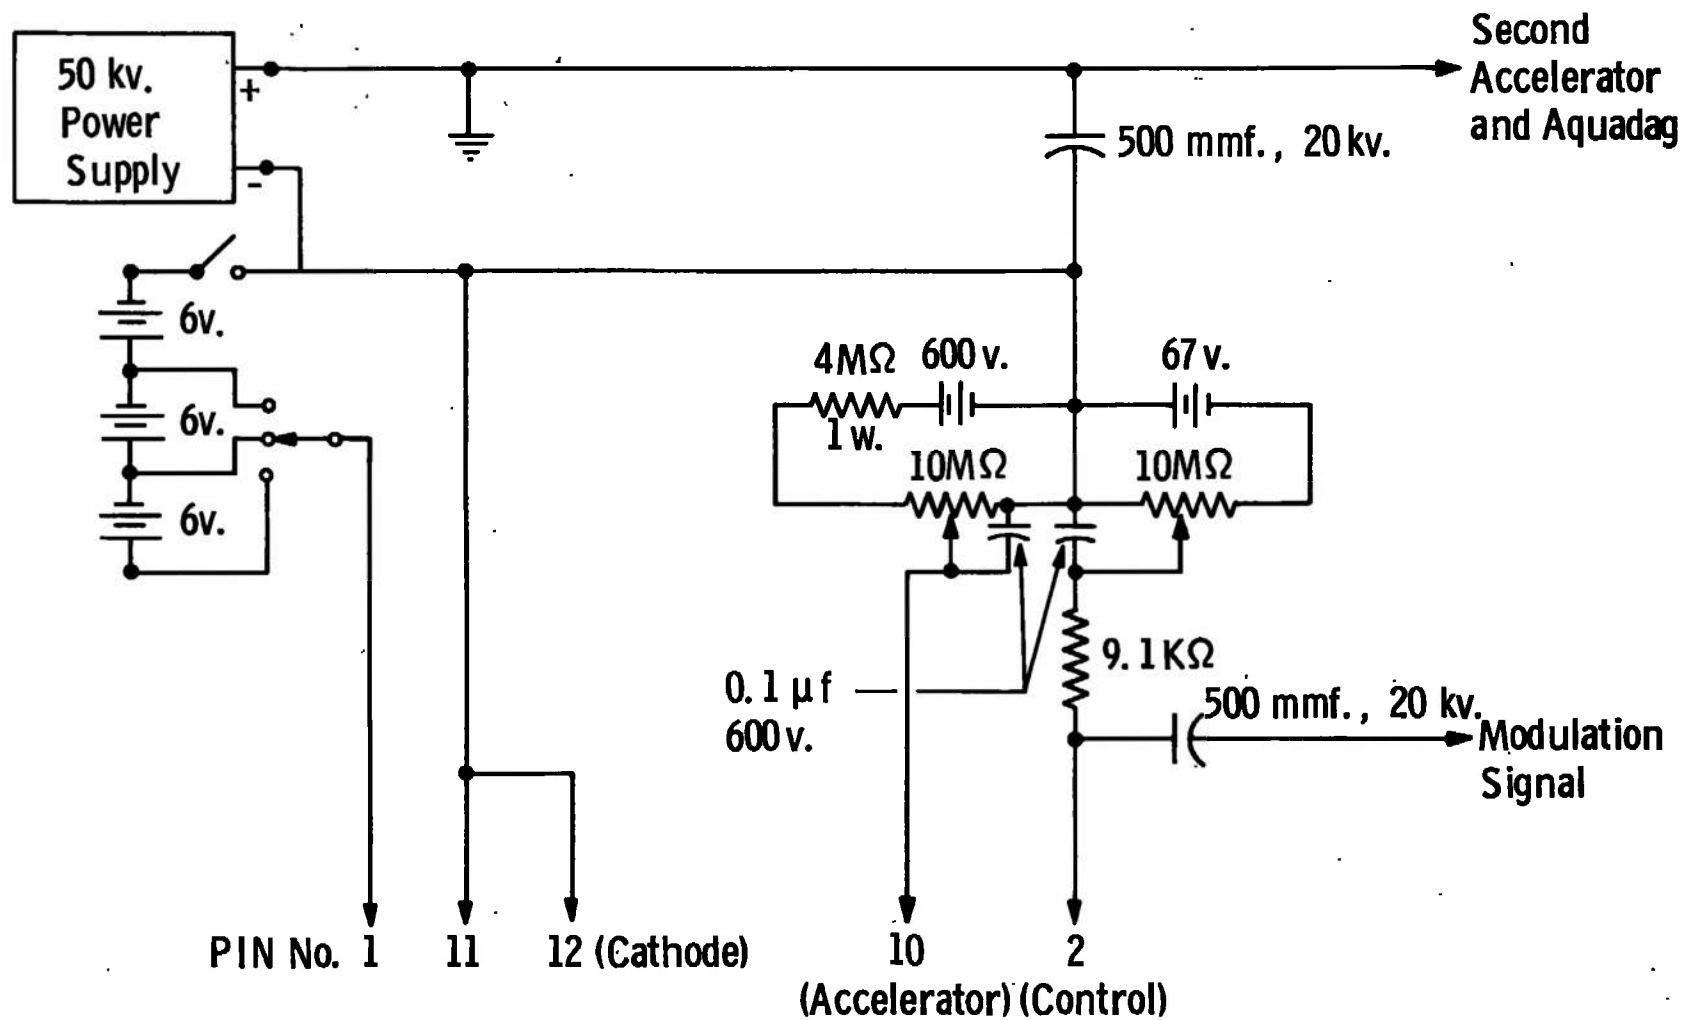 50 kv.
Power
Supply
+
-
Second
Accelerator
and Aquadag
500 mmf., 20 kv.
6v.
6v.
6v.
4MΩ
1 w.
600 v.
67 v.
10MΩ
10MΩ
0.1 μf
600 v.
9.1KΩ
500 mmf., 20 kv.
Modulation
Signal
PIN No. 1 11 12 (Cathode) 10 2
(Accelerator) (Control)